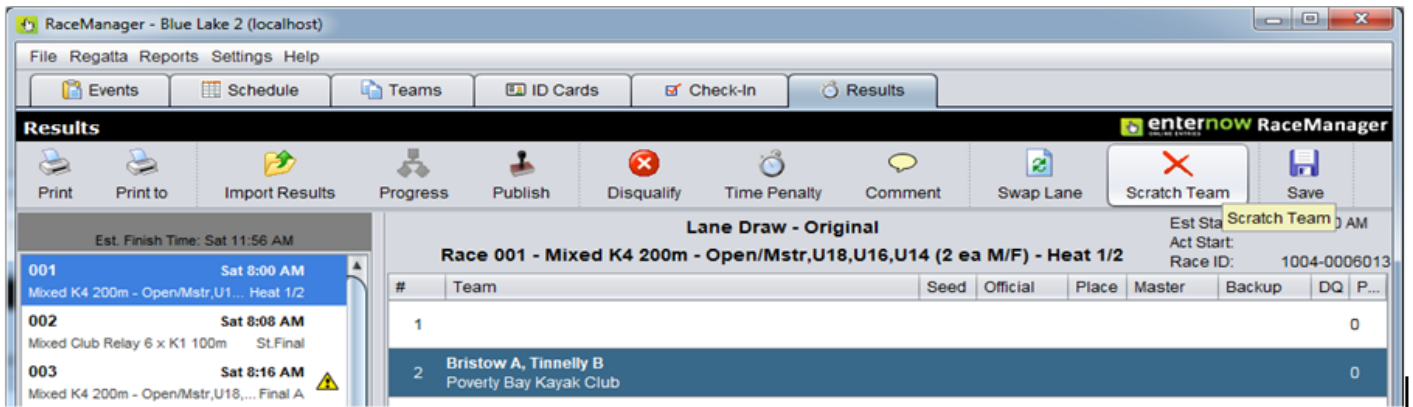 RaceManager - Blue Lake 2 (localhost)
File Regatta Reports Settings Help
Events Schedule Teams ID Cards Check-In Results
Results
enternow RaceManager
ONLINE ENTRIES
Print Print to Import Results Progress Publish Disqualify Time Penalty Comment Swap Lane Scratch Team Save
Scratch Team
Est. Finish Time: Sat 11:56 AM
001 Sat 8:00 AM
Mixed K4 200m - Open/Mstr,U1... Heat 1/2
002 Sat 8:08 AM
Mixed Club Relay 6 x K1 100m St.Final
003 Sat 8:16 AM
Mixed K4 200m - Open/Mstr,U18,... Final A
Lane Draw - Original
Race 001 - Mixed K4 200m - Open/Mstr,U18,U16,U14 (2 ea M/F) - Heat 1/2
Est Sta AM
Act Start:
Race ID: 1004-0006013
# Team Seed Official Place Master Backup DQ P...
1 0
2 Bristow A, Tinnelly B 0
Poverty Bay Kayak Club